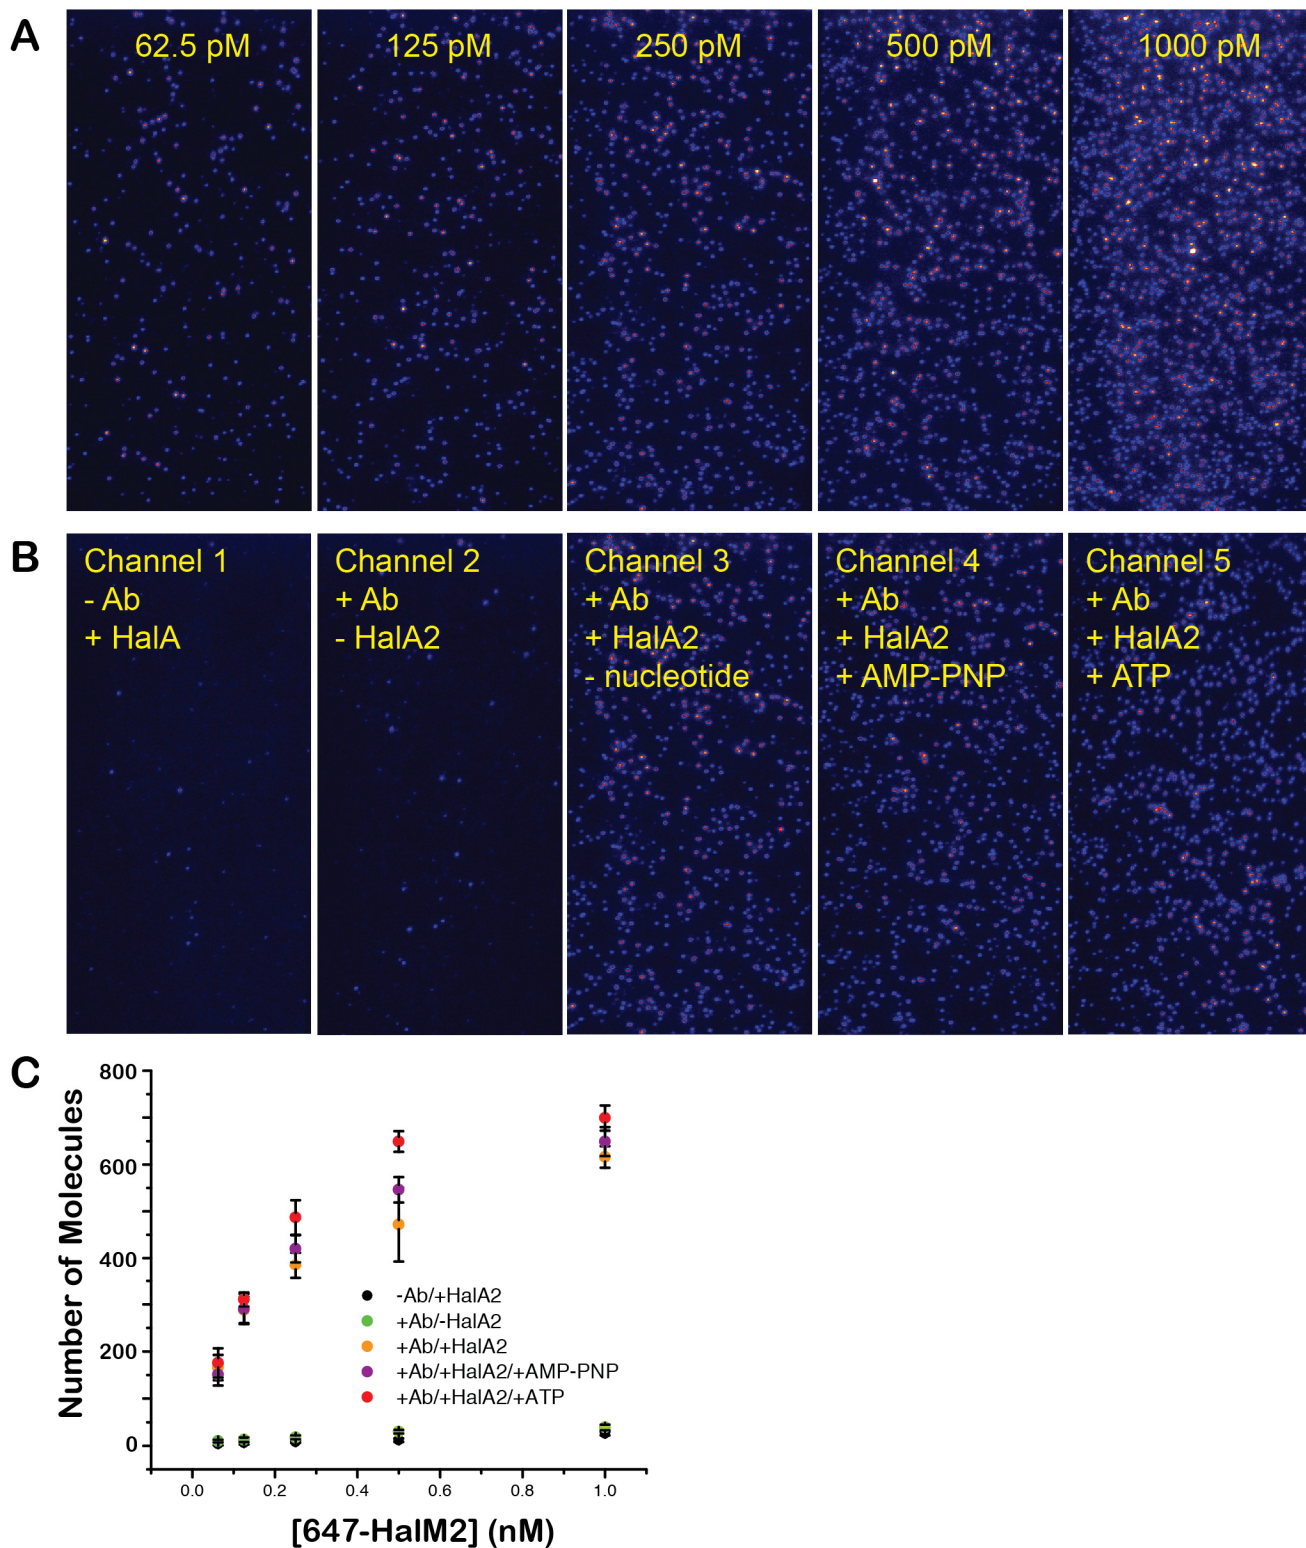 A
62.5 pM
125 pM
250 pM
500 pM
1000 pM
B
Channel 1
- Ab
+ HalA
Channel 2
+ Ab
- HalA2
Channel 3
+ Ab
+ HalA2
- nucleotide
Channel 4
+ Ab
+ HalA2
+ AMP-PNP
Channel 5
+ Ab
+ HalA2
+ ATP
C
Number of Molecules
800
600
400
200
0
-Ab/+HalA2
+Ab/-HalA2
+Ab/+HalA2
+Ab/+HalA2/+AMP-PNP
+Ab/+HalA2/+ATP
0.0 0.2 0.4 0.6 0.8 1.0
[647-HalM2] (nM)